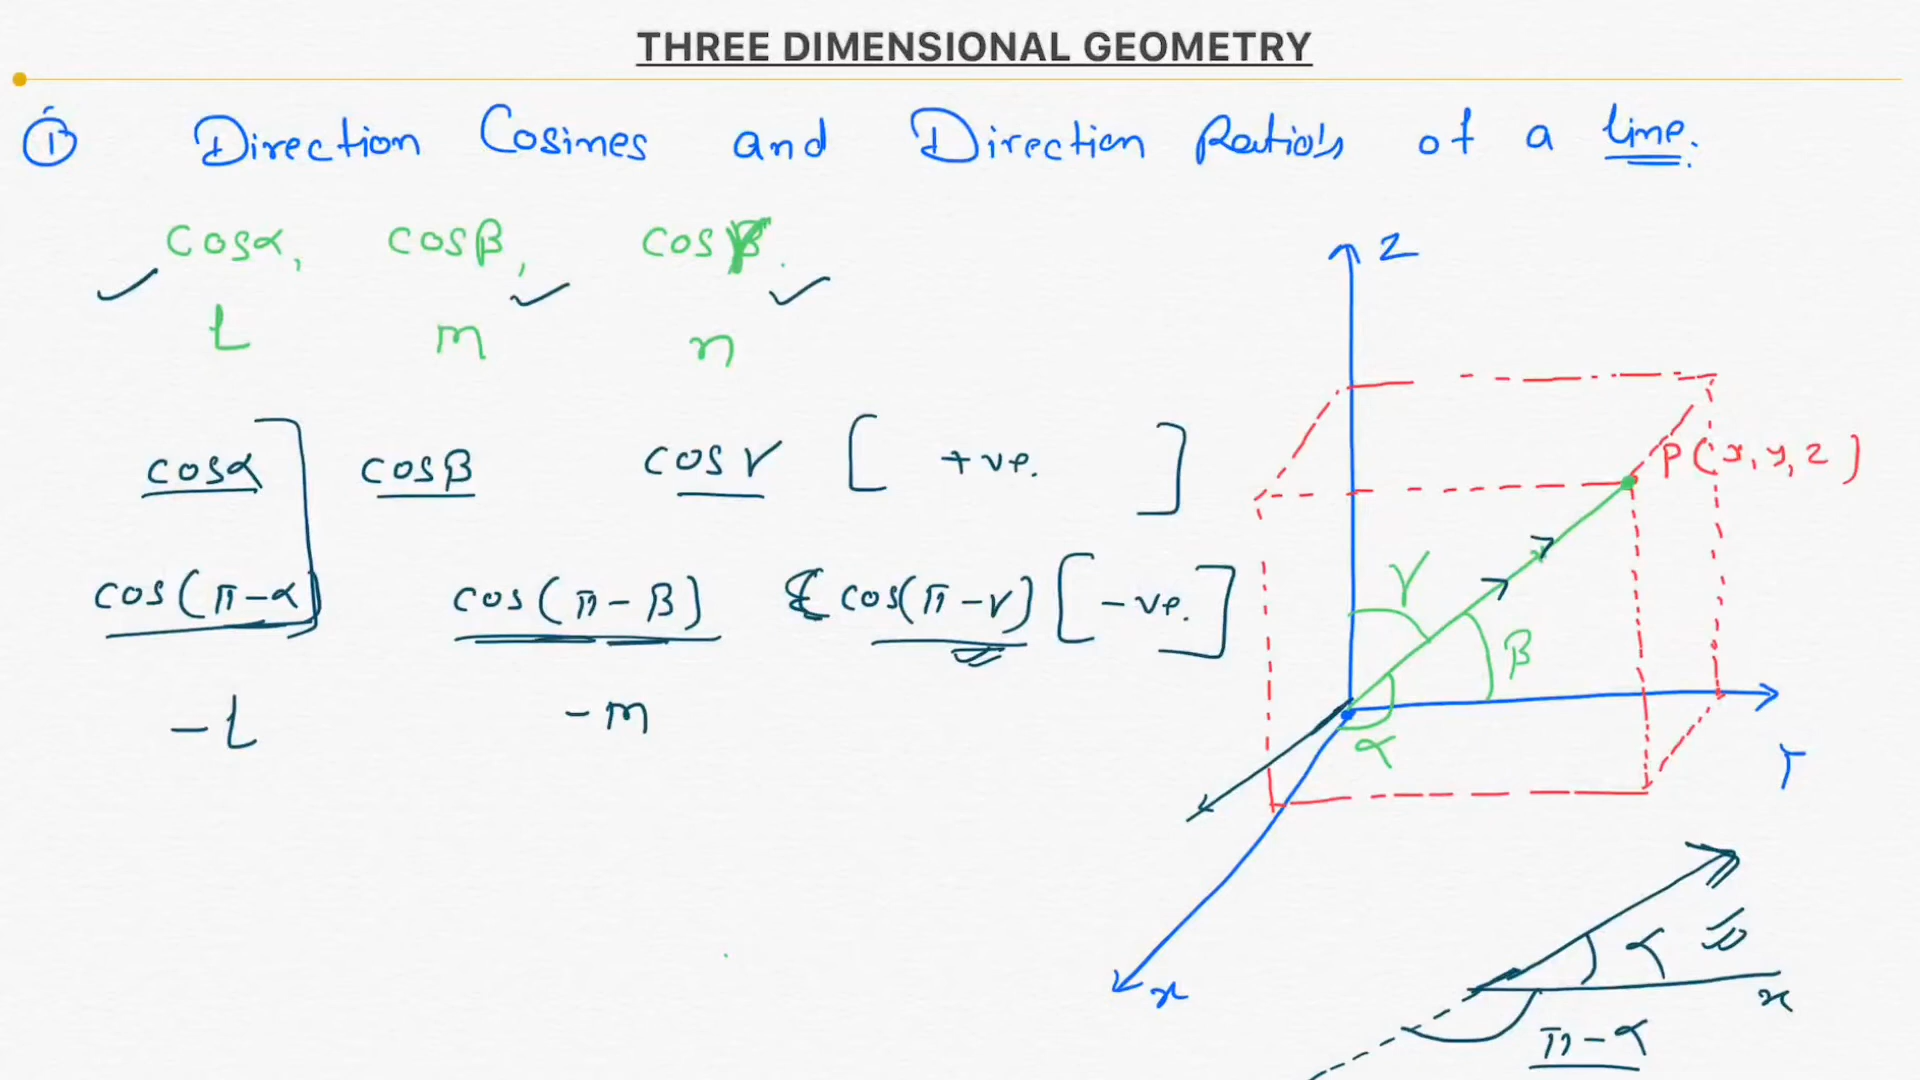 THREE DIMENSIONAL GEOMETRY
① Direction Cosines and Direction Ratio's of a line.
cosα, cosβ, cosγ.
l m n
cosα cosβ cosγ [ +ve. ]
cos(π-α) cos(π-β) cos(π-γ) [ -ve. ]
-l -m
Z
P(x, y, z)
γ
β
α
Y
x
α
x
π-α